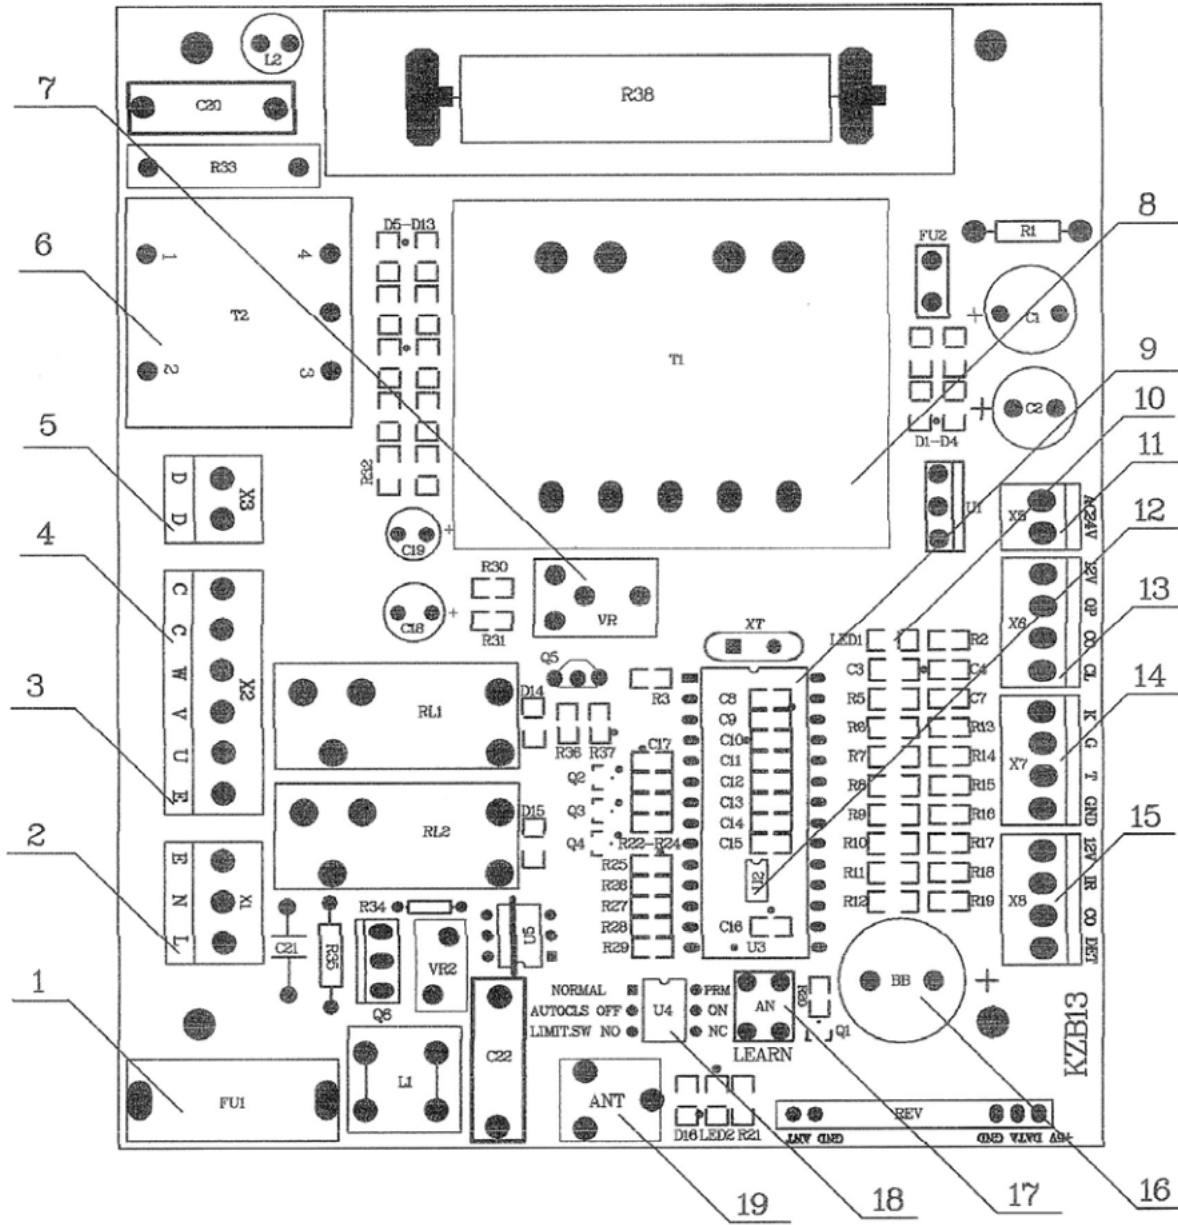 L2
7
C20
R38
R33
D5-D13
8
FU2
R1
6
1
4
C1
T2
T1
2
3
9
C2
10
D1-D4
5
R32
11
D
D
X3
U1
X5
AC24V
12
4
C19
R30
12V
OP
CO
CL
X6
C
C
W
V
U
E
X2
C18
R31
VR
XT
LED1
R2
13
Q5
C3
C4
3
R3
14
D14
C8
R5
C7
RL1
C9
R6
R13
K
G
T
GND
X7
R36
R37
C17
C10
R7
R14
C11
Q2
C12
R8
R15
D15
Q3
C13
R9
R16
RL2
C14
15
2
Q4
R22-R24
C15
R10
R17
E
N
L
X1
R25
R11
R18
12V
IR
CO
DET
X8
R26
U2
R34
R27
R12
R19
C21
R35
U5
R28
C16
VR2
R29
U3
1
BB
NORMAL
PRM
AUTOCLS OFF
U4
ON
AN
R20
Q6
LIMIT.SW NO
NC
Q1
C22
LEARN
KZB13
L1
FU1
ANT
REV
D16
LED2
R21
ANT
GND
GND
DATA
+5V
19
18
17
16